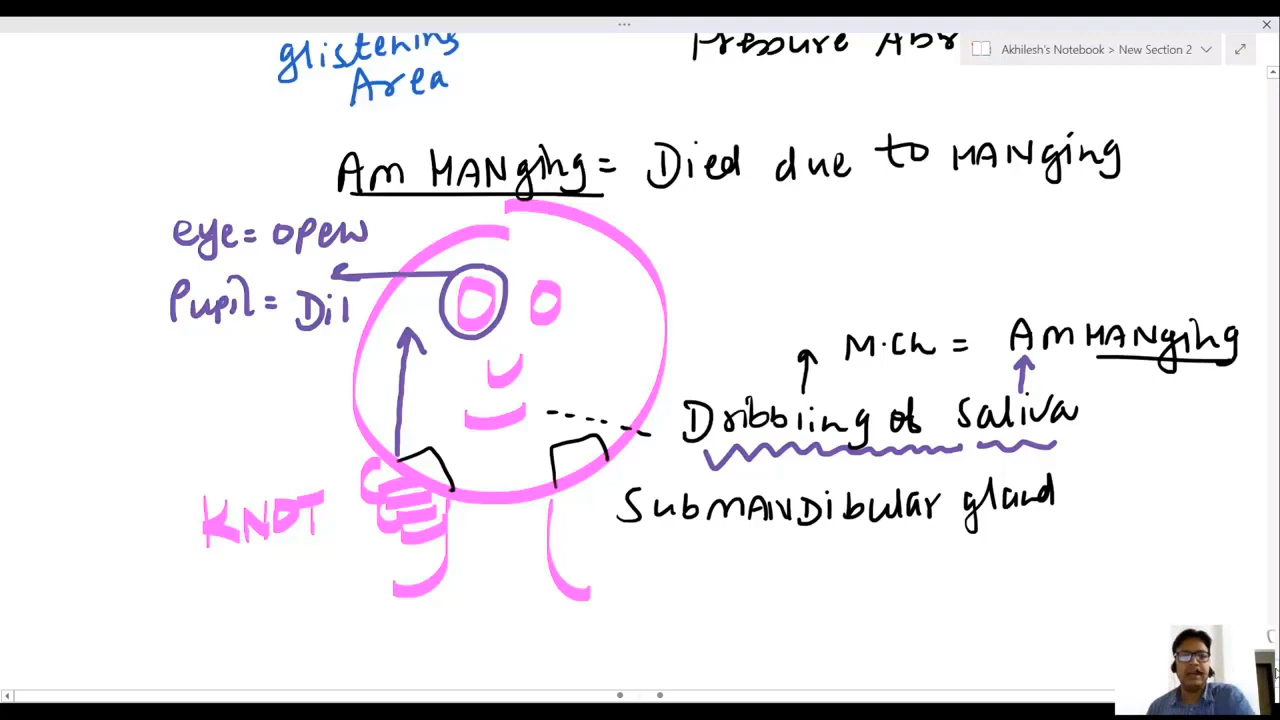 glistening
Area
Pressure Abr
Akhilesh's Notebook > New Section 2
Am HANging = Died due to HANging
eye = open
Pupil = Dil
M.Ch = Am HANging
Dribbling of Saliva
SubMANDibular gland
KNOT